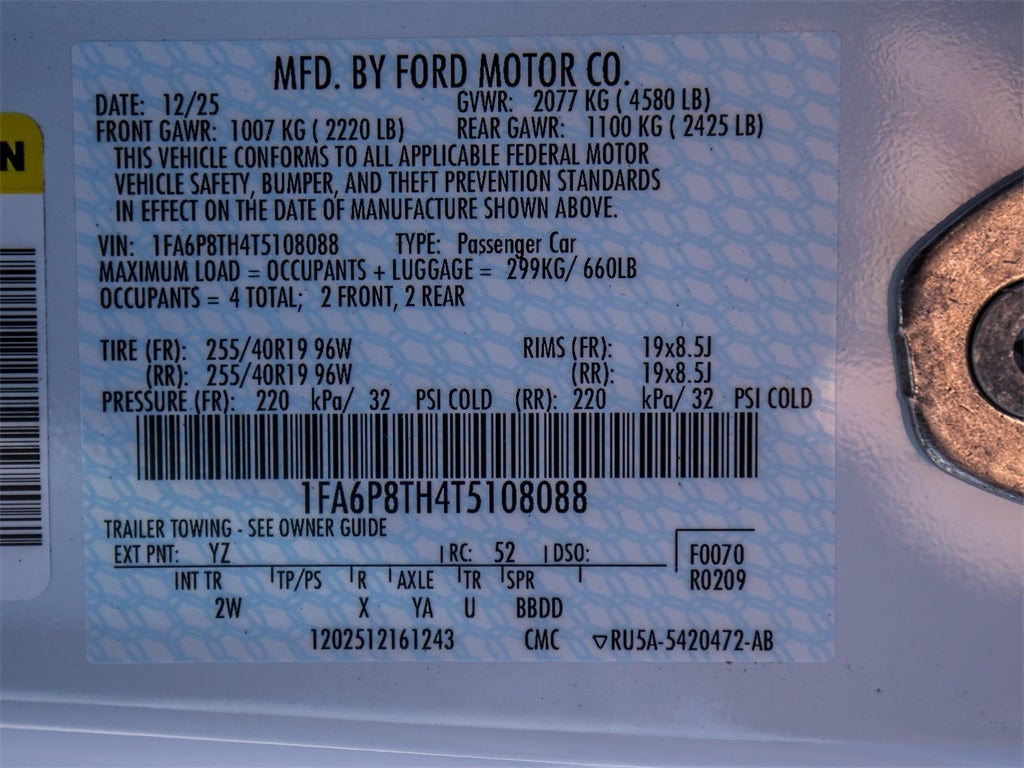 MFD. BY FORD MOTOR CO.
DATE: 12/25 GVWR: 2077 KG ( 4580 LB)
FRONT GAWR: 1007 KG ( 2220 LB) REAR GAWR: 1100 KG ( 2425 LB)
THIS VEHICLE CONFORMS TO ALL APPLICABLE FEDERAL MOTOR
VEHICLE SAFETY, BUMPER, AND THEFT PREVENTION STANDARDS
IN EFFECT ON THE DATE OF MANUFACTURE SHOWN ABOVE.
VIN: 1FA6P8TH4T5108088 TYPE: Passenger Car
MAXIMUM LOAD = OCCUPANTS + LUGGAGE = 299KG/ 660LB
OCCUPANTS = 4 TOTAL; 2 FRONT, 2 REAR
TIRE (FR): 255/40R19 96W RIMS (FR): 19x8.5J
(RR): 255/40R19 96W (RR): 19x8.5J
PRESSURE (FR): 220 kPa/ 32 PSI COLD (RR): 220 kPa/ 32 PSI COLD
1FA6P8TH4T5108088
TRAILER TOWING - SEE OWNER GUIDE
EXT PNT: YZ RC: 52 DSO: F0070
INT TR TP/PS R AXLE TR SPR R0209
2W X YA U BBDD
1202512161243 CMC ▽RU5A-5420472-AB
N